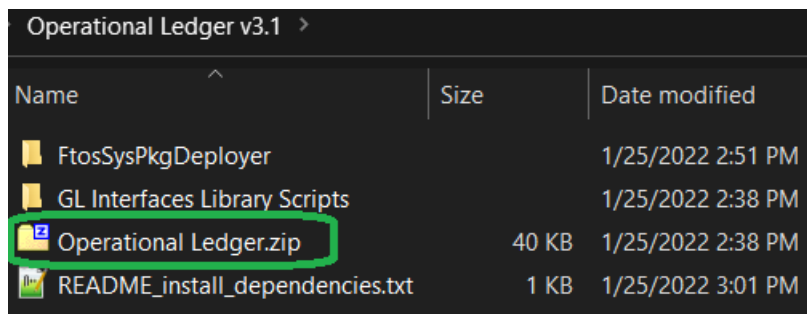 Operational Ledger v3.1 >
Name Size Date modified
FtosSysPkgDeployer 1/25/2022 2:51 PM
GL Interfaces Library Scripts 1/25/2022 2:38 PM
Operational Ledger.zip 40 KB 1/25/2022 2:38 PM
README_install_dependencies.txt 1 KB 1/25/2022 3:01 PM